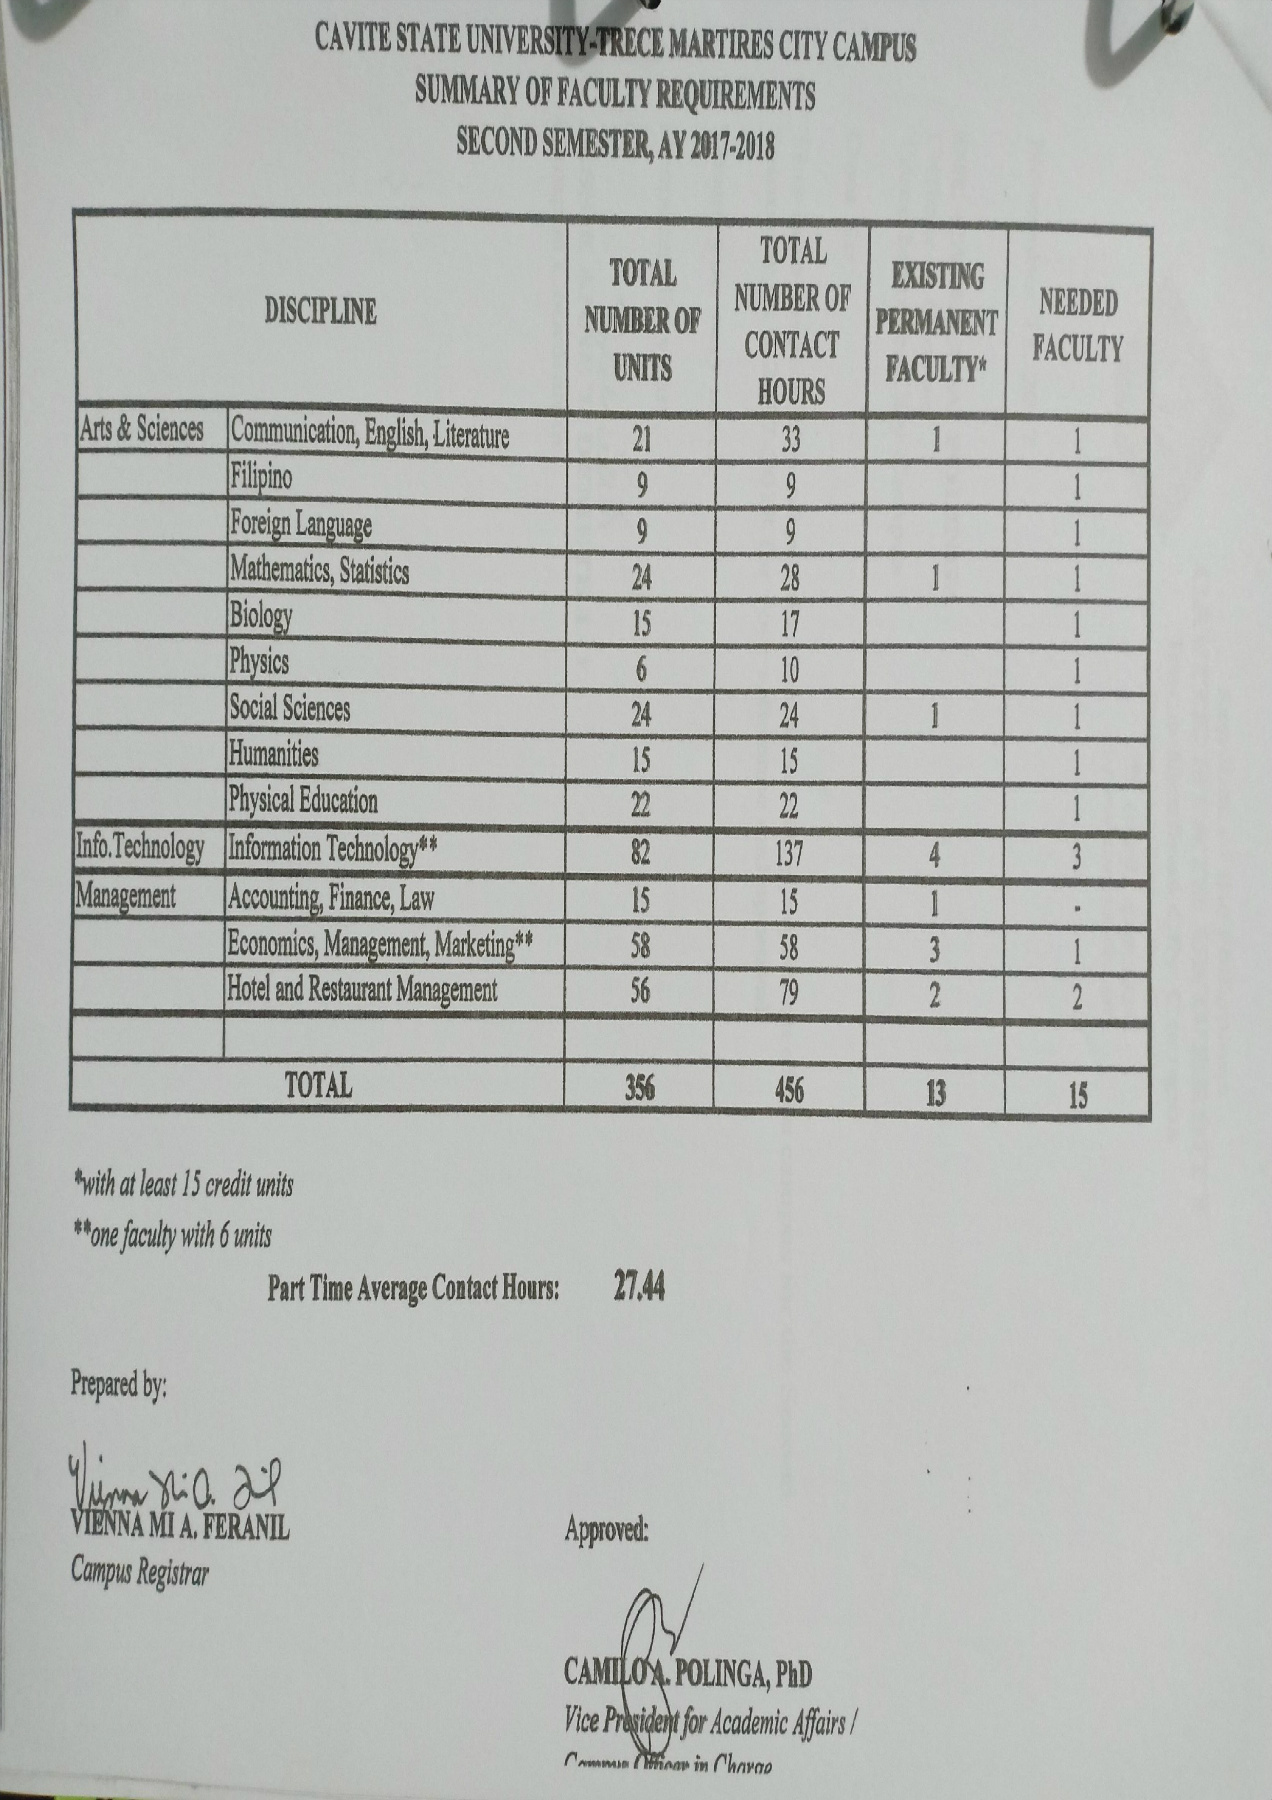 CAVITE STATE UNIVERSITY-TRECE MARTIRES CITY CAMPUS
SUMMARY OF FACULTY REQUIREMENTS
SECOND SEMESTER, AY 2017-2018
DISCIPLINE TOTAL NUMBER OF UNITS TOTAL NUMBER OF CONTACT HOURS EXISTING PERMANENT FACULTY* NEEDED FACULTY
Arts & Sciences Communication, English, Literature 21 33 1 1
Filipino 9 9 1
Foreign Language 9 9 1
Mathematics, Statistics 24 28 1 1
Biology 15 17 1
Physics 6 10 1
Social Sciences 24 24 1 1
Humanities 15 15 1
Physical Education 22 22 1
Info.Technology Information Technology** 82 137 4 3
Management Accounting, Finance, Law 15 15 1 -
Economics, Management, Marketing** 58 58 3 1
Hotel and Restaurant Management 56 79 2 2
TOTAL 356 456 13 15
*with at least 15 credit units
**one faculty with 6 units
Part Time Average Contact Hours: 27.44
Prepared by:
VIENNA MI A. FERANIL
Campus Registrar
Approved:
CAMILO A. POLINGA, PhD
Vice President for Academic Affairs /
Campus Officer in Charge